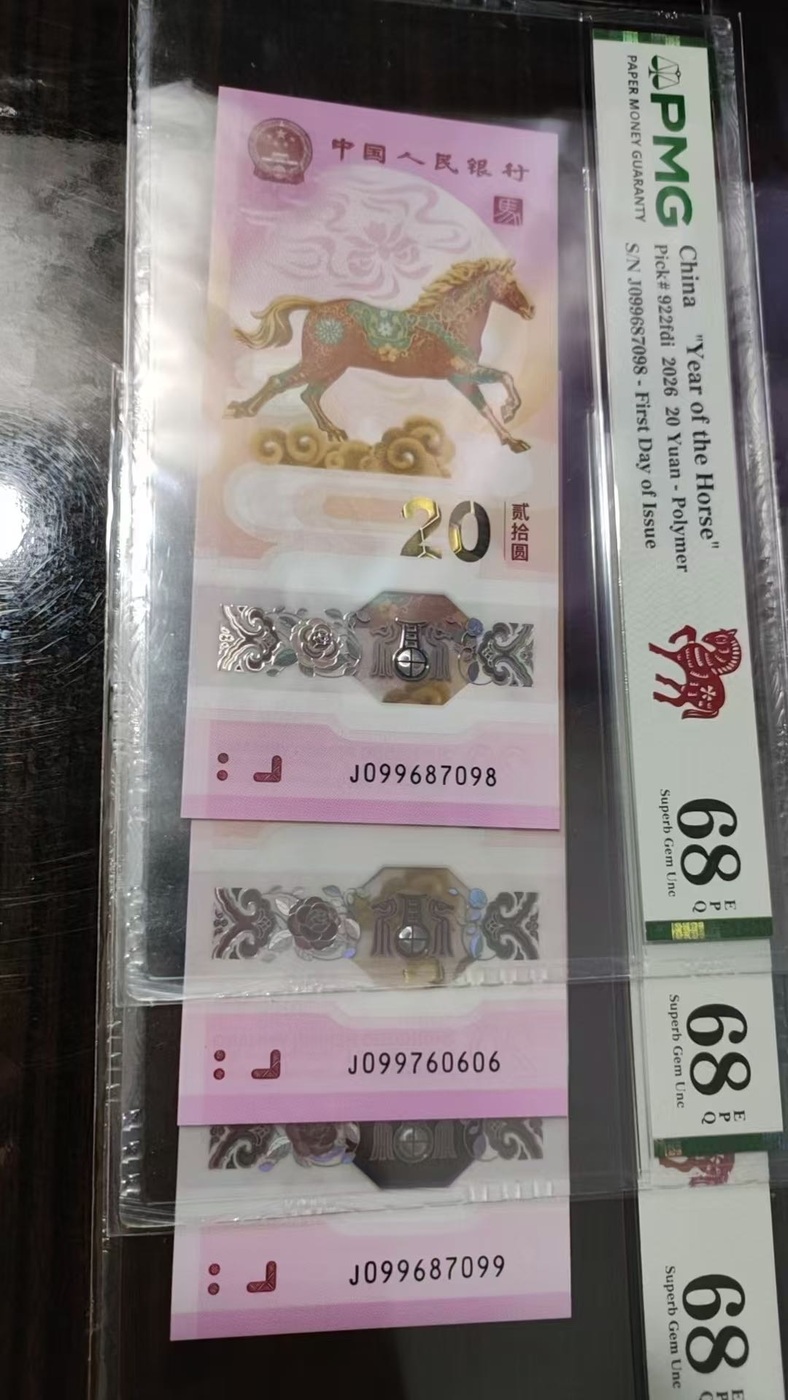 中国人民银行
馬
20
贰拾圆
J099687098
J099760606
J099687099
PMG
PAPER MONEY GUARANTY
China "Year of the Horse"
Pick# 922fdi 2026 20 Yuan - Polymer
S/N J099687098 - First Day of Issue
68 EPQ
Superb Gem Unc
68 EPQ
Superb Gem Unc
68 EPQ
Superb Gem Unc